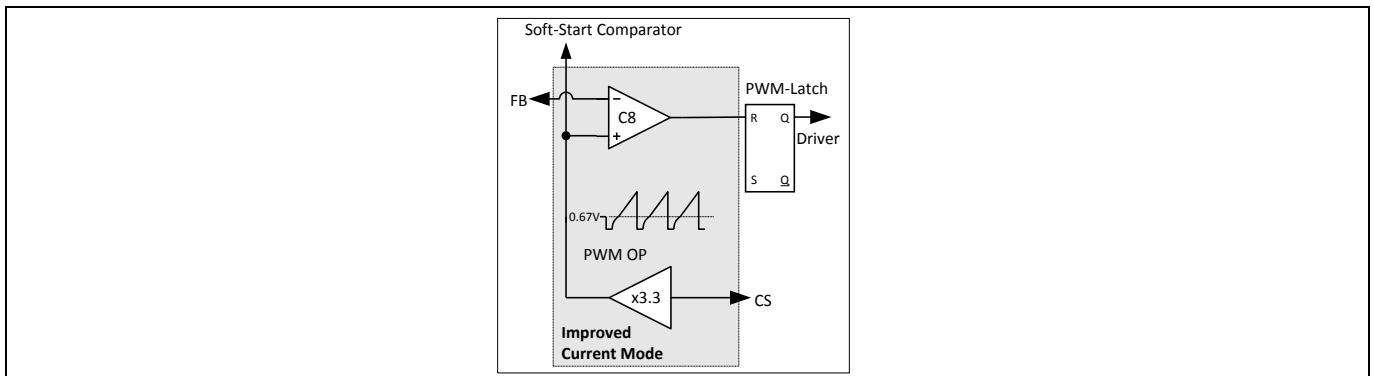 Soft-Start Comparator
FB
C8
PWM-Latch
R Q
Driver
S Q
0.67V
PWM OP
x3.3
CS
Improved
Current Mode